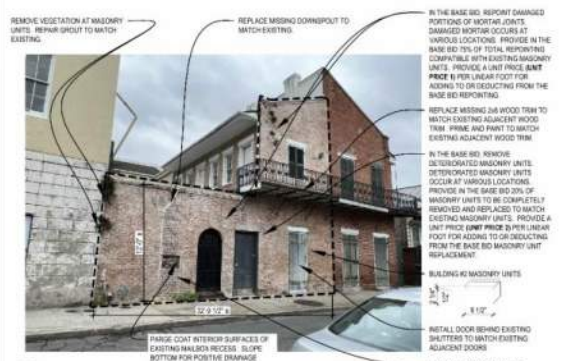 REMOVE VEGETATION AT MASONRY
UNITS. REPAIR GROUT TO MATCH
EXISTING.
REPLACE MISSING DOWNSPOUT TO
MATCH EXISTING.
IN THE BASE BID, REPOINT DAMAGED
PORTIONS OF MORTAR JOINTS.
DAMAGED MORTAR OCCURS AT
VARIOUS LOCATIONS. PROVIDE IN THE
BASE BID 75% OF TOTAL REPOINTING
COMPATIBLE WITH EXISTING MASONRY
UNITS. PROVIDE A UNIT PRICE (UNIT
PRICE 1) PER LINEAR FOOT FOR
ADDING TO OR DEDUCTING FROM THE
BASE BID REPOINTING.
REPLACE MISSING 2x6 WOOD TRIM TO
MATCH EXISTING ADJACENT WOOD
TRIM. PRIME AND PAINT TO MATCH
EXISTING ADJACENT WOOD TRIM
IN THE BASE BID, REMOVE
DETERIORATED MASONRY UNITS.
DETERIORATED MASONRY UNITS
OCCUR AT VARIOUS LOCATIONS.
PROVIDE IN THE BASE BID 20% OF
MASONRY UNITS TO BE COMPLETELY
REMOVED AND REPLACED TO MATCH
EXISTING MASONRY UNITS. PROVIDE A
UNIT PRICE (UNIT PRICE 2) PER LINEAR
FOOT FOR ADDING TO OR DEDUCTING
FROM THE BASE BID MASONRY UNIT
REPLACEMENT.
BUILDING #2 MASONRY UNITS
8 1/2"
32'-9 1/2" ±
INSTALL DOOR BEHIND EXISTING
SHUTTERS TO MATCH EXISTING
ADJACENT DOORS
PARGE COAT INTERIOR SURFACES OF
EXISTING MAILBOX RECESS. SLOPE
BOTTOM FOR POSITIVE DRAINAGE